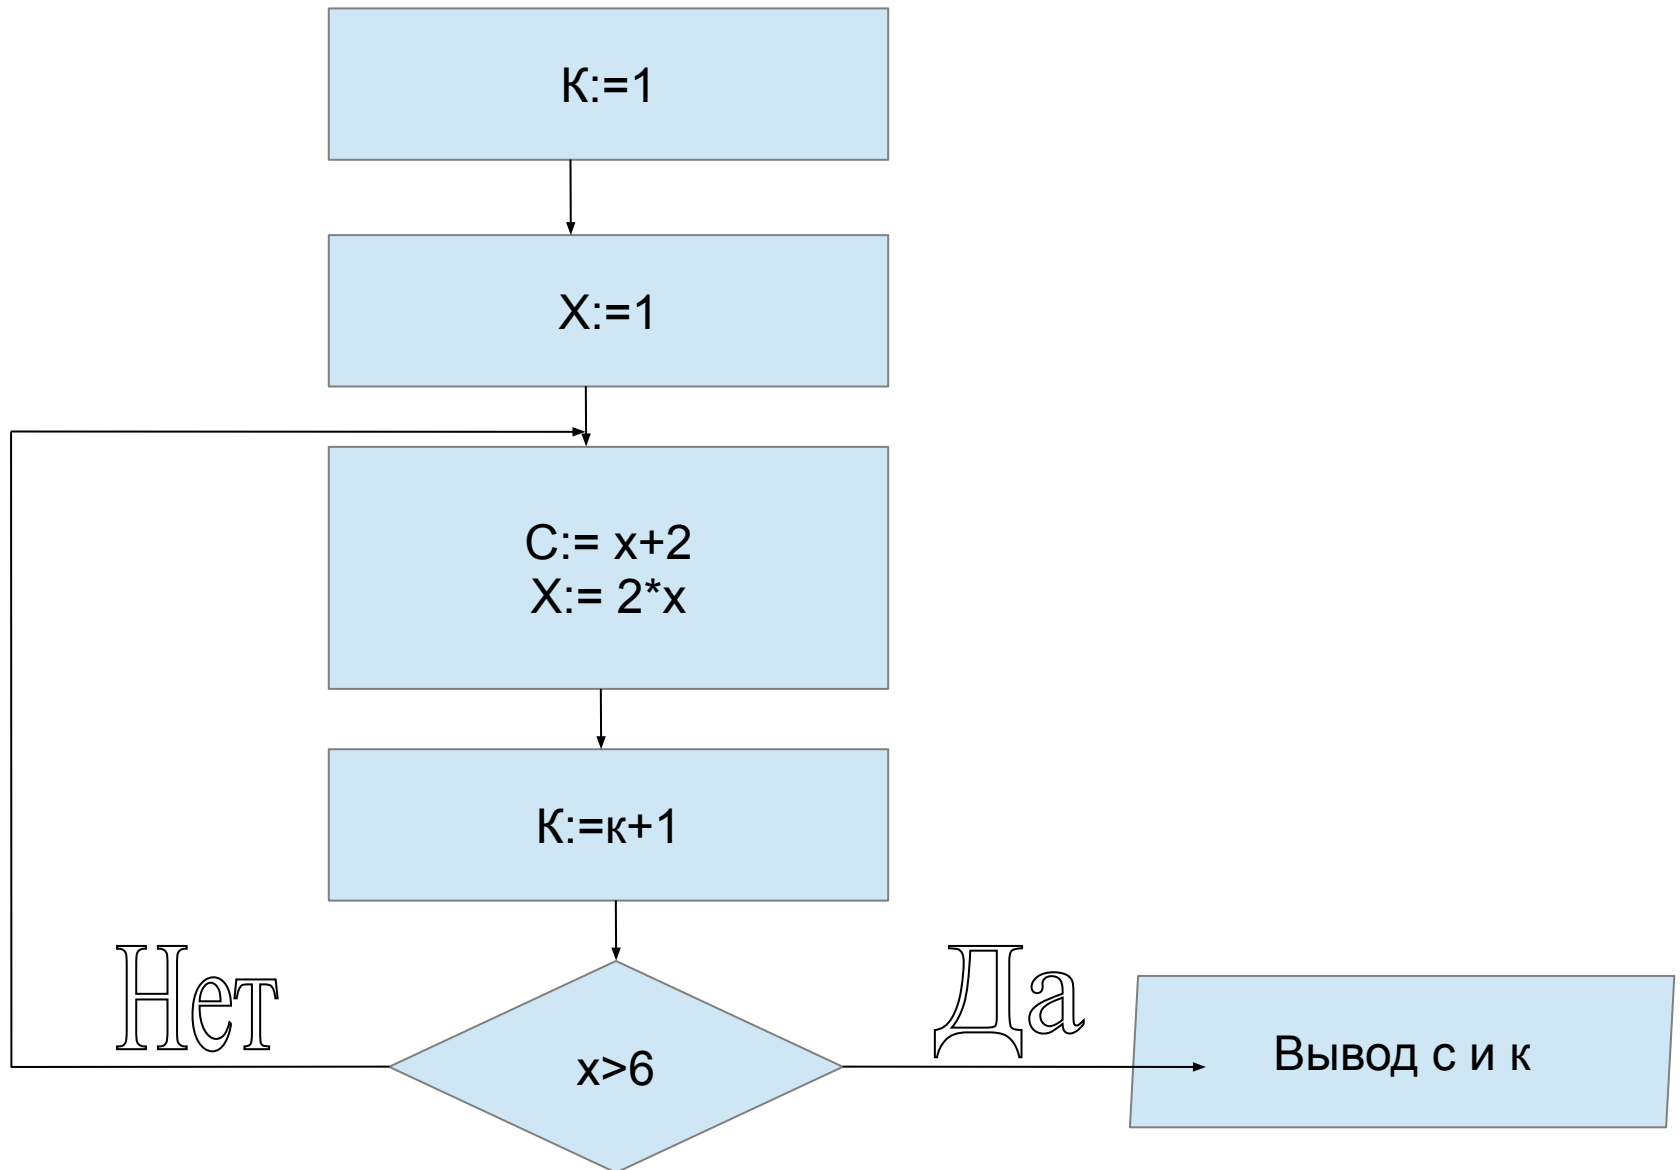 К:=1
Х:=1
С:= х+2
Х:= 2*х
К:=к+1
Нет
Да
х>6
Вывод с и к